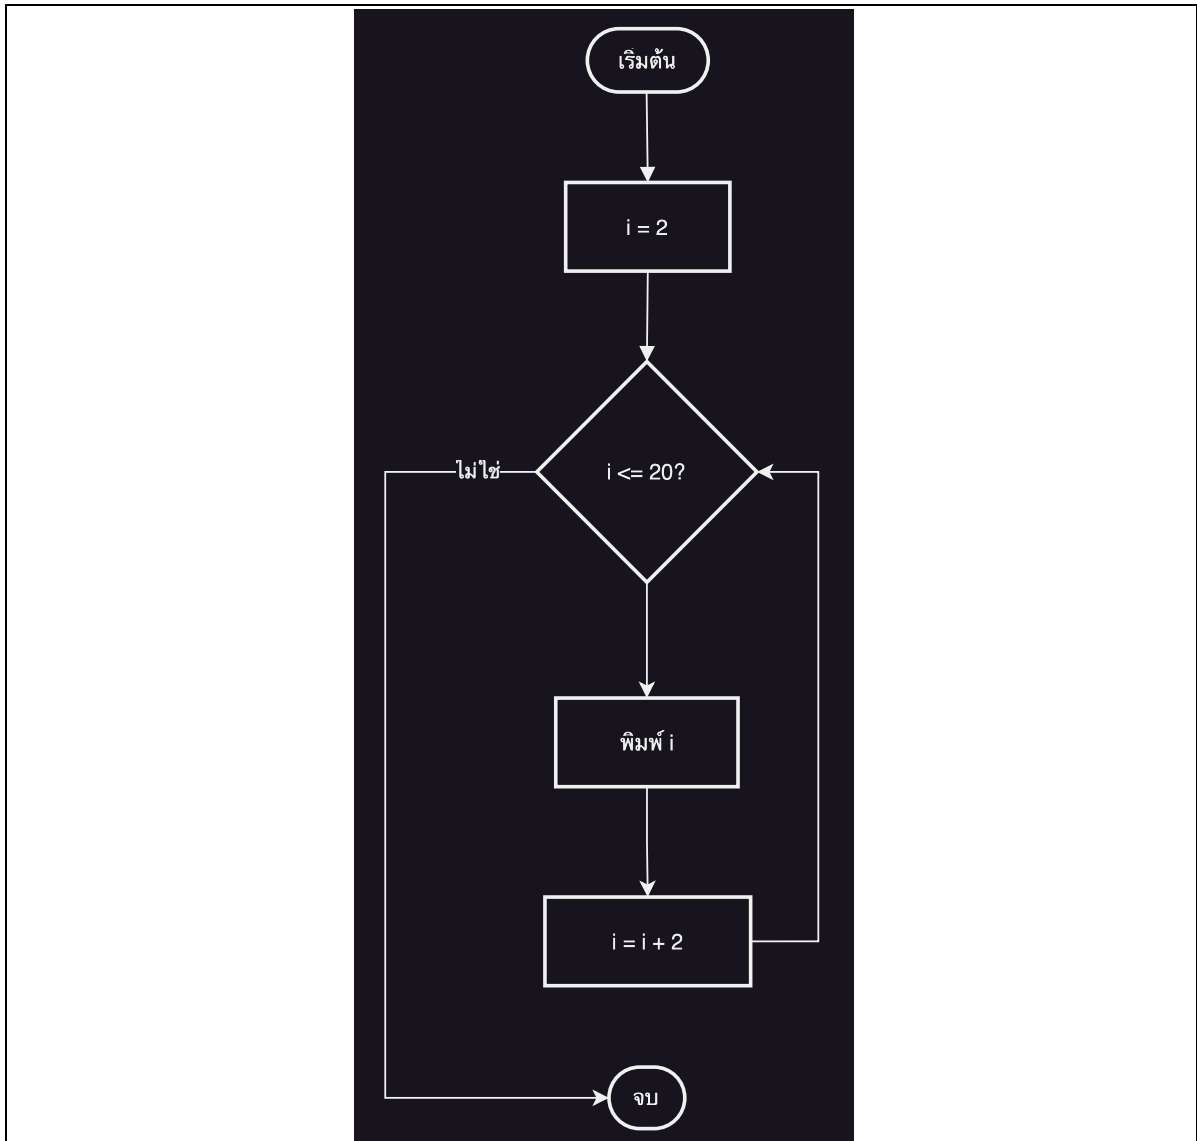 เริ่มต้น
i = 2
i <= 20?
ไม่ใช่
พิมพ์ i
i = i + 2
จบ